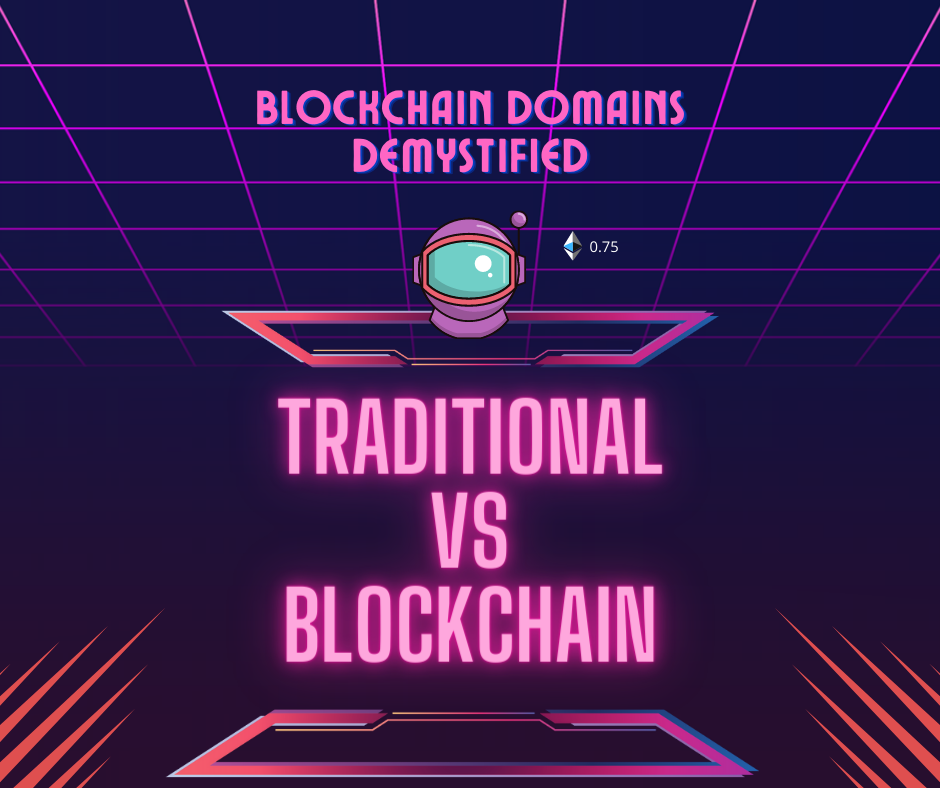 BLOCKCHAIN DOMAINS
DEMYSTIFIED
0.75
TRADITIONAL
VS
BLOCKCHAIN